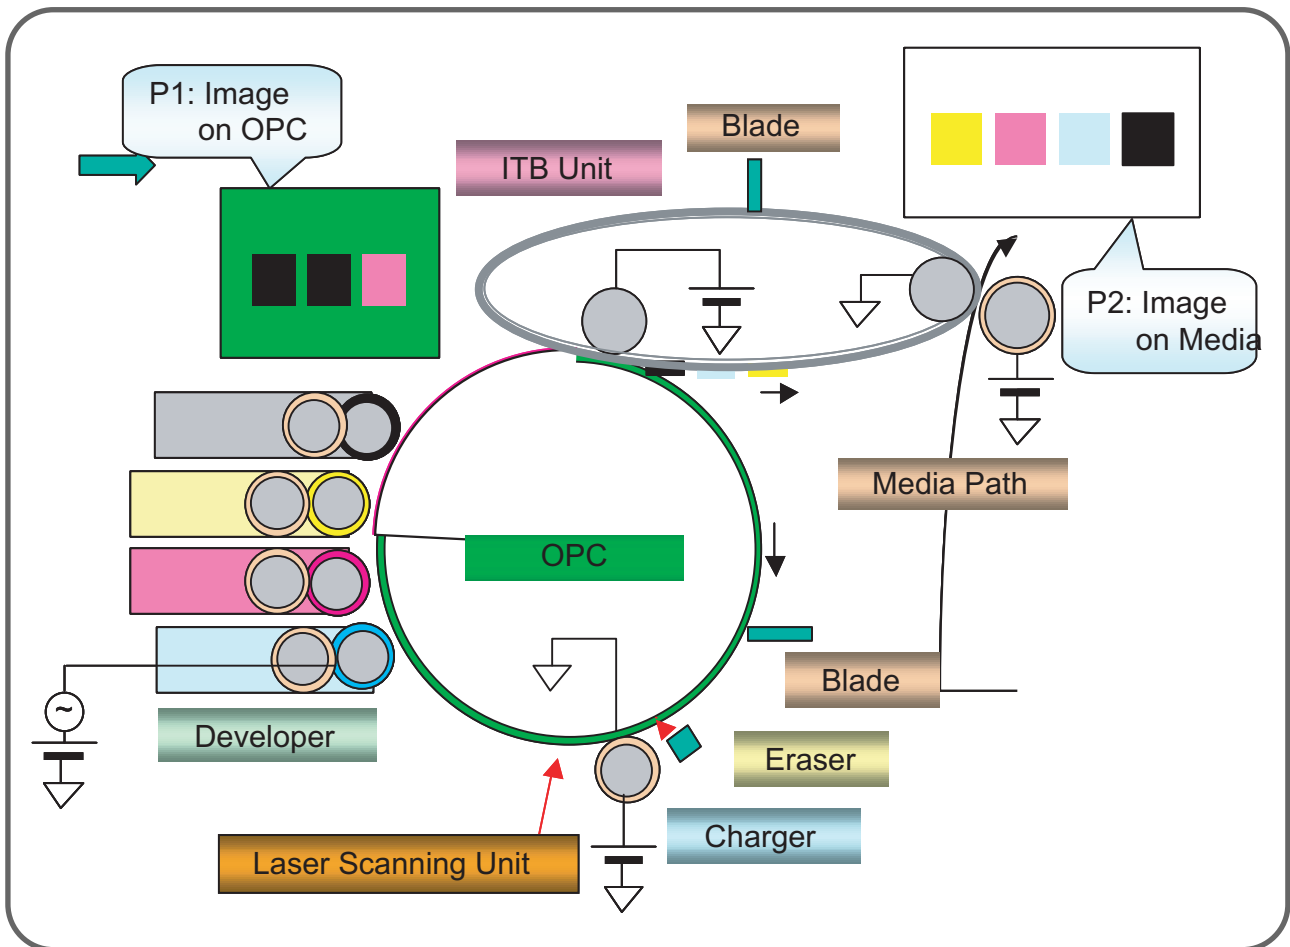 P1: Image
on OPC
Blade
ITB Unit
P2: Image
on Media
Media Path
OPC
Blade
~
Developer
Eraser
Charger
Laser Scanning Unit